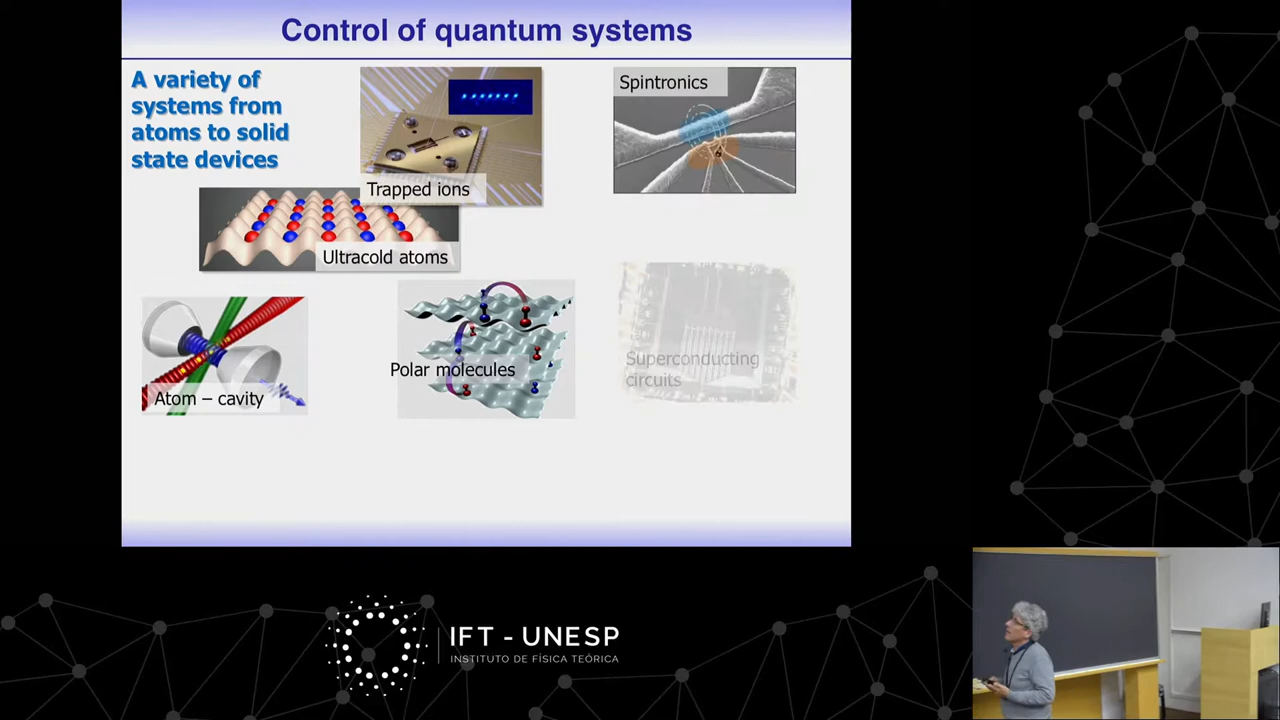 Control of quantum systems
A variety of
systems from
atoms to solid
state devices
Trapped ions
Spintronics
Ultracold atoms
Atom – cavity
Polar molecules
Superconducting
circuits
IFT - UNESP
INSTITUTO DE FÍSICA TEÓRICA